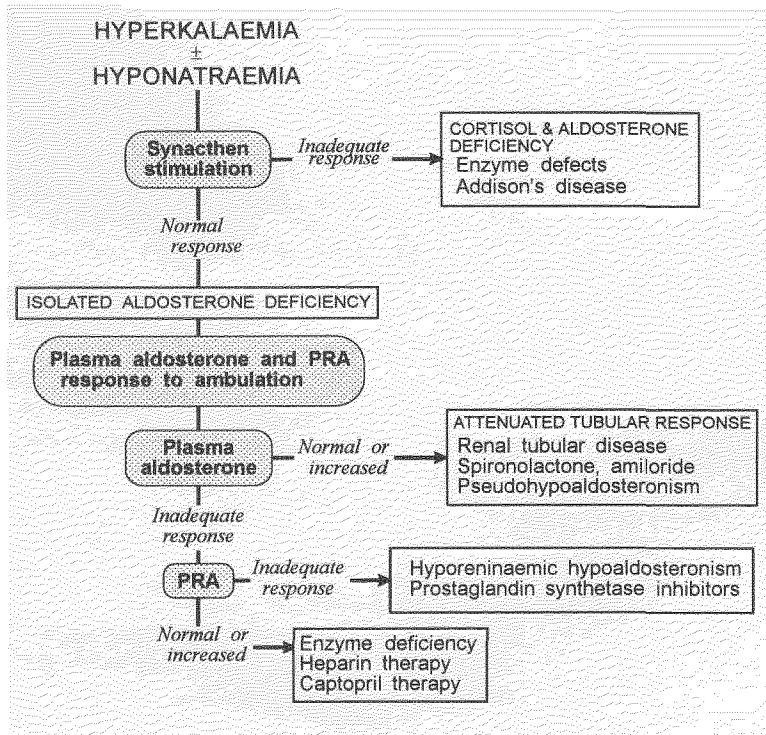 HYPERKALAEMIA
±
HYPONATRAEMIA
Synacthen
stimulation
Inadequate
response
CORTISOL & ALDOSTERONE
DEFICIENCY
Enzyme defects
Addison's disease
Normal
response
ISOLATED ALDOSTERONE DEFICIENCY
Plasma aldosterone and PRA
response to ambulation
Plasma
aldosterone
Normal or
increased
ATTENUATED TUBULAR RESPONSE
Renal tubular disease
Spironolactone, amiloride
Pseudohypoaldosteronism
Inadequate
response
PRA
Inadequate
response
Hyporeninaemic hypoaldosteronism
Prostaglandin synthetase inhibitors
Normal or
increased
Enzyme deficiency
Heparin therapy
Captopril therapy